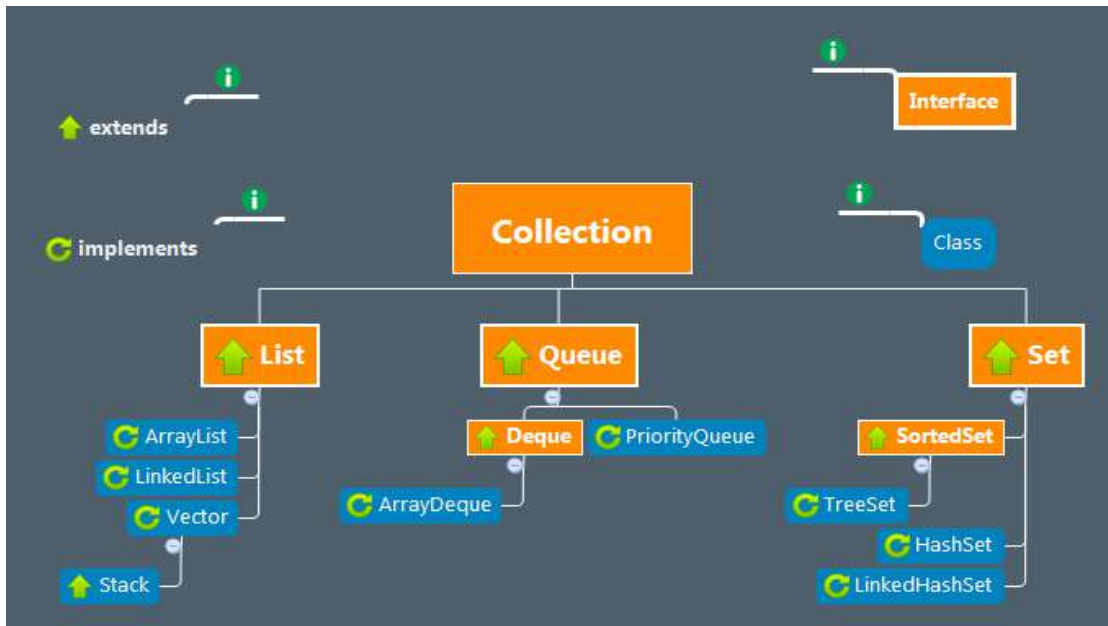 extends
Interface
implements
Collection
Class
List
Queue
Set
ArrayList
Deque
PriorityQueue
SortedSet
LinkedList
Vector
ArrayDeque
TreeSet
HashSet
Stack
LinkedHashSet